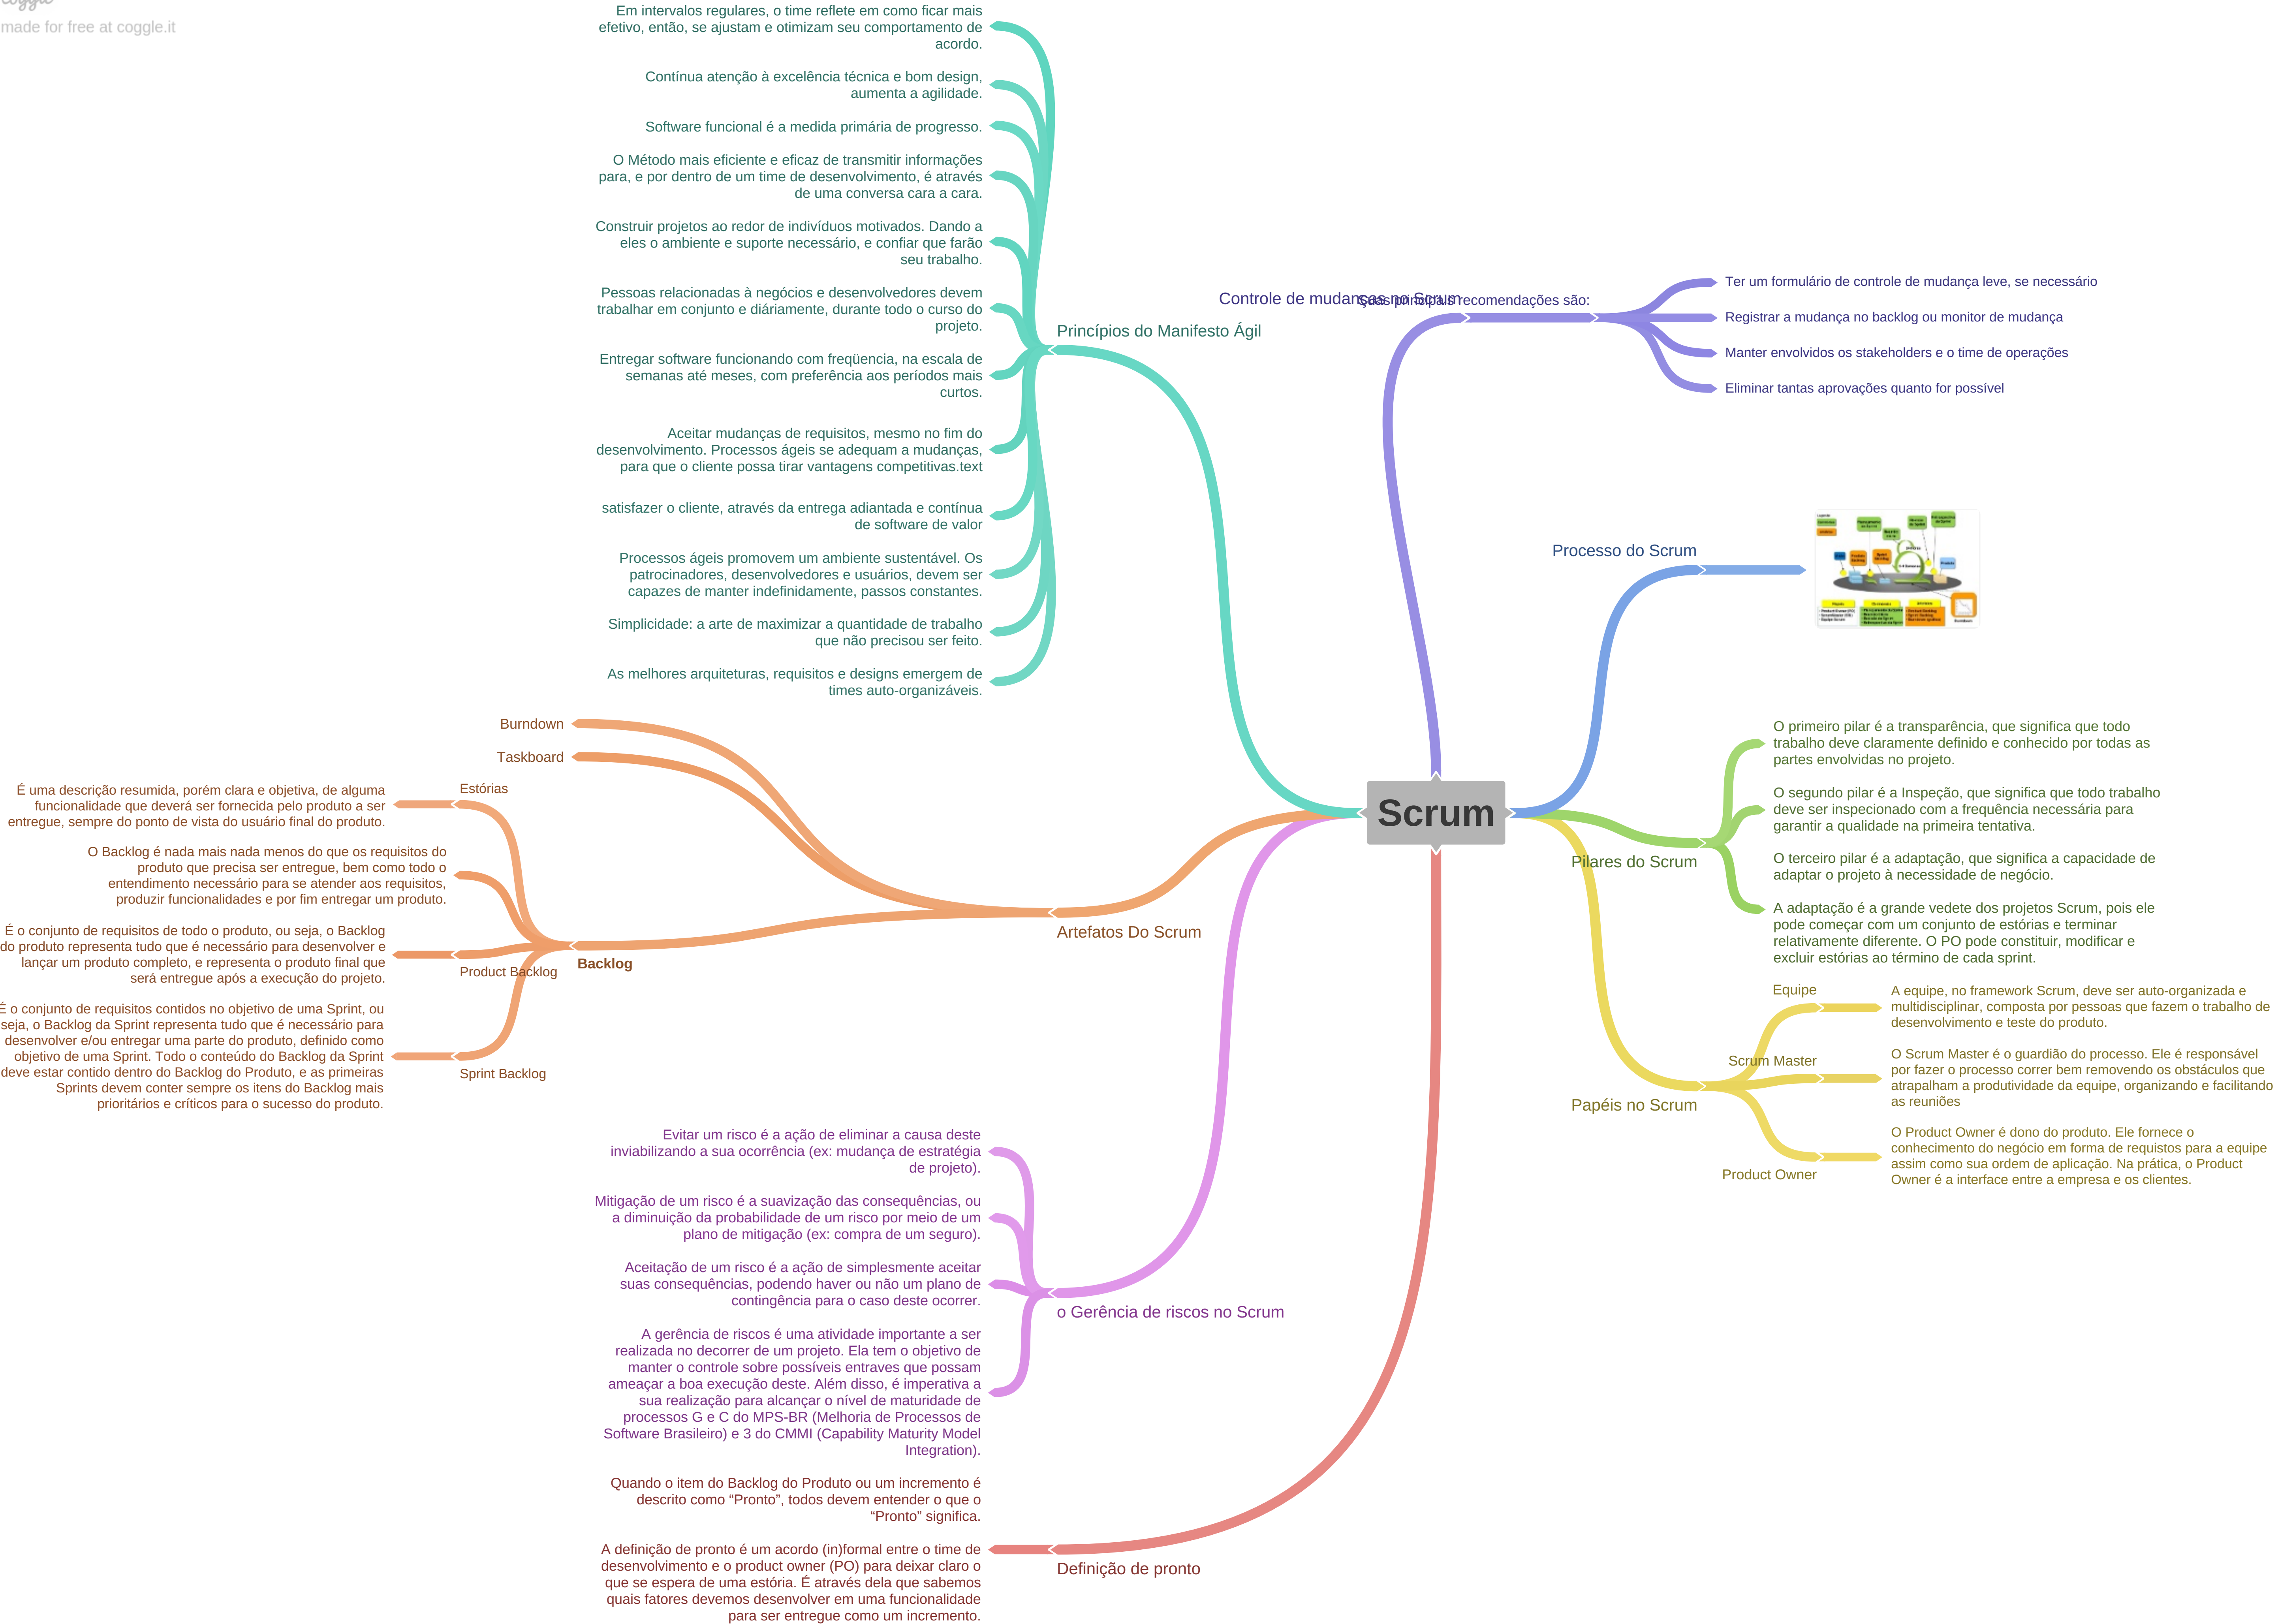 coggle
made for free at coggle.it
Em intervalos regulares, o time reflete em como ficar mais
efetivo, então, se ajustam e otimizam seu comportamento de
acordo.
Contínua atenção à excelência técnica e bom design,
aumenta a agilidade.
Software funcional é a medida primária de progresso.
O Método mais eficiente e eficaz de transmitir informações
para, e por dentro de um time de desenvolvimento, é através
de uma conversa cara a cara.
Construir projetos ao redor de indivíduos motivados. Dando a
eles o ambiente e suporte necessário, e confiar que farão
seu trabalho.
Pessoas relacionadas à negócios e desenvolvedores devem
trabalhar em conjunto e diáriamente, durante todo o curso do
projeto.
Entregar software funcionando com freqüencia, na escala de
semanas até meses, com preferência aos períodos mais
curtos.
Aceitar mudanças de requisitos, mesmo no fim do
desenvolvimento. Processos ágeis se adequam a mudanças,
para que o cliente possa tirar vantagens competitivas.text
satisfazer o cliente, através da entrega adiantada e contínua
de software de valor
Processos ágeis promovem um ambiente sustentável. Os
patrocinadores, desenvolvedores e usuários, devem ser
capazes de manter indefinidamente, passos constantes.
Simplicidade: a arte de maximizar a quantidade de trabalho
que não precisou ser feito.
As melhores arquiteturas, requisitos e designs emergem de
times auto-organizáveis.
Princípios do Manifesto Ágil
Burndown
Taskboard
Estórias
É uma descrição resumida, porém clara e objetiva, de alguma
funcionalidade que deverá ser fornecida pelo produto a ser
entregue, sempre do ponto de vista do usuário final do produto.
O Backlog é nada mais nada menos do que os requisitos do
produto que precisa ser entregue, bem como todo o
entendimento necessário para se atender aos requisitos,
produzir funcionalidades e por fim entregar um produto.
É o conjunto de requisitos de todo o produto, ou seja, o Backlog
do produto representa tudo que é necessário para desenvolver e
lançar um produto completo, e representa o produto final que
será entregue após a execução do projeto.
Product Backlog
Backlog
É o conjunto de requisitos contidos no objetivo de uma Sprint, ou
seja, o Backlog da Sprint representa tudo que é necessário para
desenvolver e/ou entregar uma parte do produto, definido como
objetivo de uma Sprint. Todo o conteúdo do Backlog da Sprint
deve estar contido dentro do Backlog do Produto, e as primeiras
Sprints devem conter sempre os itens do Backlog mais
prioritários e críticos para o sucesso do produto.
Sprint Backlog
Artefatos Do Scrum
Evitar um risco é a ação de eliminar a causa deste
inviabilizando a sua ocorrência (ex: mudança de estratégia
de projeto).
Mitigação de um risco é a suavização das consequências, ou
a diminuição da probabilidade de um risco por meio de um
plano de mitigação (ex: compra de um seguro).
Aceitação de um risco é a ação de simplesmente aceitar
suas consequências, podendo haver ou não um plano de
contingência para o caso deste ocorrer.
A gerência de riscos é uma atividade importante a ser
realizada no decorrer de um projeto. Ela tem o objetivo de
manter o controle sobre possíveis entraves que possam
ameaçar a boa execução deste. Além disso, é imperativa a
sua realização para alcançar o nível de maturidade de
processos G e C do MPS-BR (Melhoria de Processos de
Software Brasileiro) e 3 do CMMI (Capability Maturity Model
Integration).
o Gerência de riscos no Scrum
Quando o item do Backlog do Produto ou um incremento é
descrito como “Pronto”, todos devem entender o que o
“Pronto” significa.
A definição de pronto é um acordo (in)formal entre o time de
desenvolvimento e o product owner (PO) para deixar claro o
que se espera de uma estória. É através dela que sabemos
quais fatores devemos desenvolver em uma funcionalidade
para ser entregue como um incremento.
Definição de pronto
Scrum
Controle de mudanças no Scrum
Suas principais recomendações são:
Ter um formulário de controle de mudança leve, se necessário
Registrar a mudança no backlog ou monitor de mudança
Manter envolvidos os stakeholders e o time de operações
Eliminar tantas aprovações quanto for possível
Processo do Scrum
Pilares do Scrum
O primeiro pilar é a transparência, que significa que todo
trabalho deve claramente definido e conhecido por todas as
partes envolvidas no projeto.
O segundo pilar é a Inspeção, que significa que todo trabalho
deve ser inspecionado com a frequência necessária para
garantir a qualidade na primeira tentativa.
O terceiro pilar é a adaptação, que significa a capacidade de
adaptar o projeto à necessidade de negócio.
A adaptação é a grande vedete dos projetos Scrum, pois ele
pode começar com um conjunto de estórias e terminar
relativamente diferente. O PO pode constituir, modificar e
excluir estórias ao término de cada sprint.
Papéis no Scrum
Equipe
A equipe, no framework Scrum, deve ser auto-organizada e
multidisciplinar, composta por pessoas que fazem o trabalho de
desenvolvimento e teste do produto.
Scrum Master
O Scrum Master é o guardião do processo. Ele é responsável
por fazer o processo correr bem removendo os obstáculos que
atrapalham a produtividade da equipe, organizando e facilitando
as reuniões
Product Owner
O Product Owner é dono do produto. Ele fornece o
conhecimento do negócio em forma de requistos para a equipe
assim como sua ordem de aplicação. Na prática, o Product
Owner é a interface entre a empresa e os clientes.